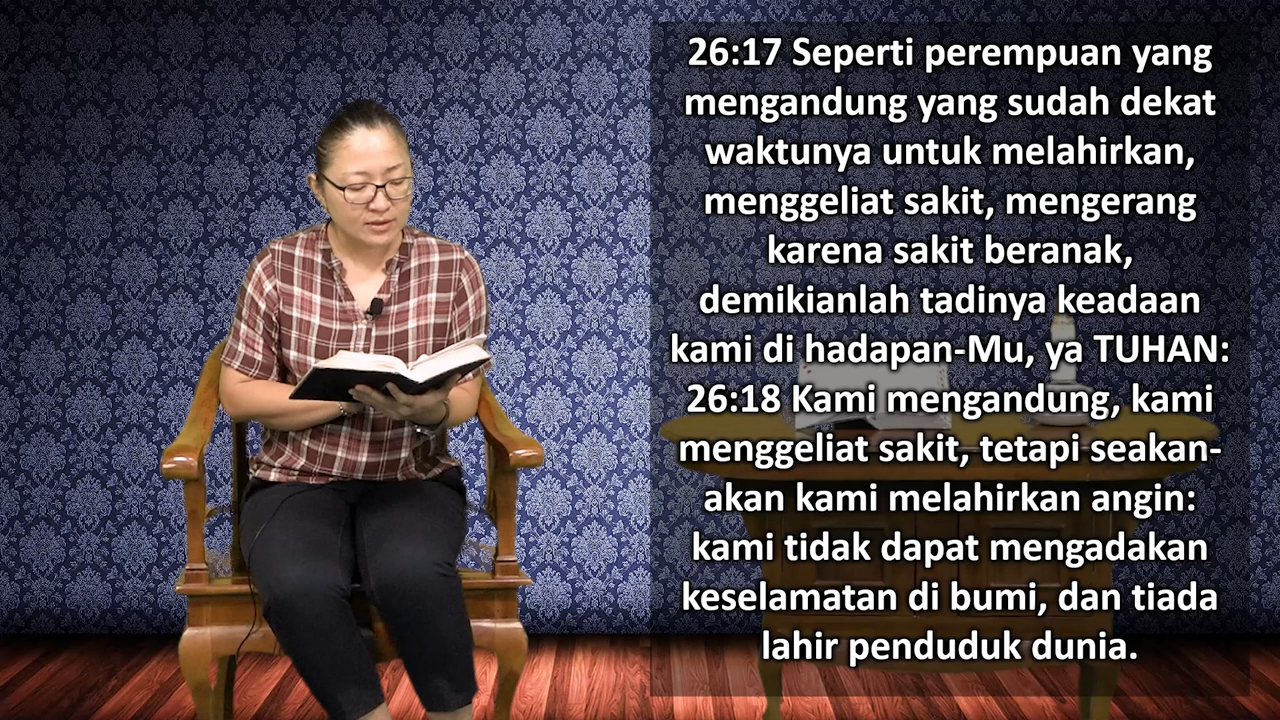 26:17 Seperti perempuan yang
mengandung yang sudah dekat
waktunya untuk melahirkan,
menggeliat sakit, mengerang
karena sakit beranak,
demikianlah tadinya keadaan
kami di hadapan-Mu, ya TUHAN:
26:18 Kami mengandung, kami
menggeliat sakit, tetapi seakan-
akan kami melahirkan angin:
kami tidak dapat mengadakan
keselamatan di bumi, dan tiada
lahir penduduk dunia.